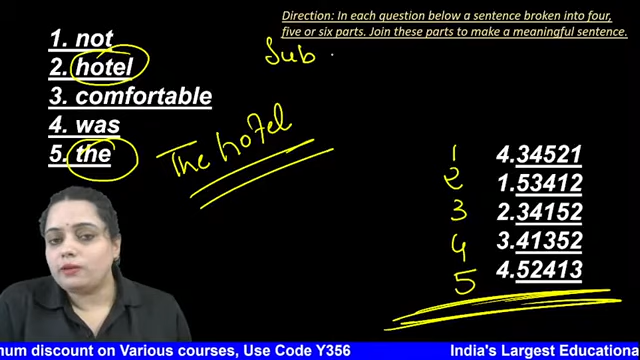 Direction: In each question below a sentence broken into four,
five or six parts. Join these parts to make a meaningful sentence.
1. not
2. hotel
3. comfortable
4. was
5. the
Sub
The hotel
1 4.34521
2 1.53412
3 2.34152
4 3.41352
5 4.52413
num discount on Various courses, Use Code Y356 India's Largest Educationa